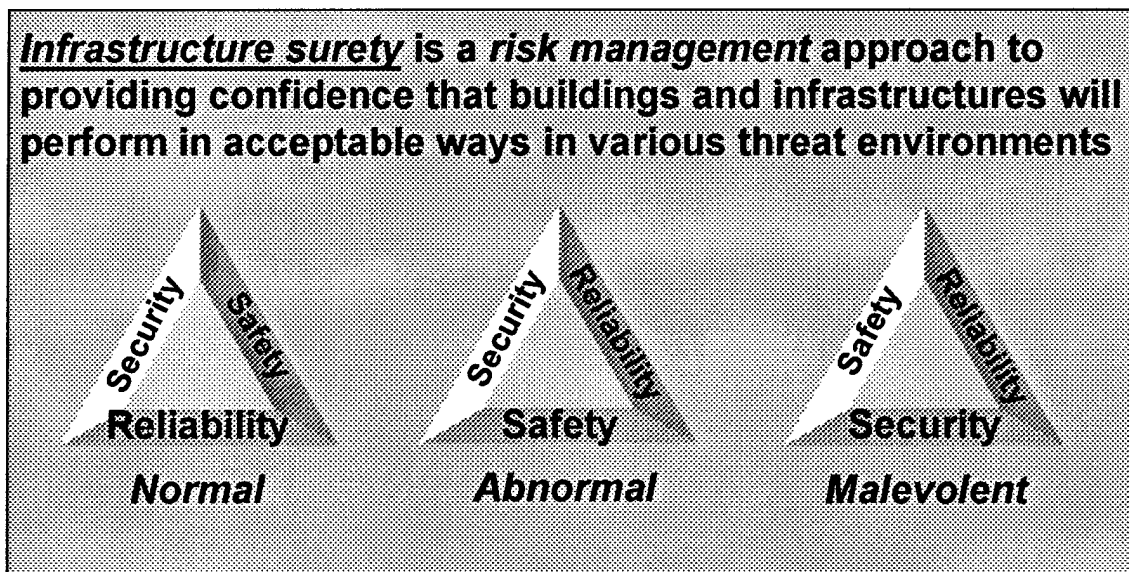 Infrastructure surety is a risk management approach to
providing confidence that buildings and infrastructures will
perform in acceptable ways in various threat environments
Security
Safety
Reliability
Normal
Security
Reliability
Safety
Abnormal
Safety
Reliability
Security
Malevolent